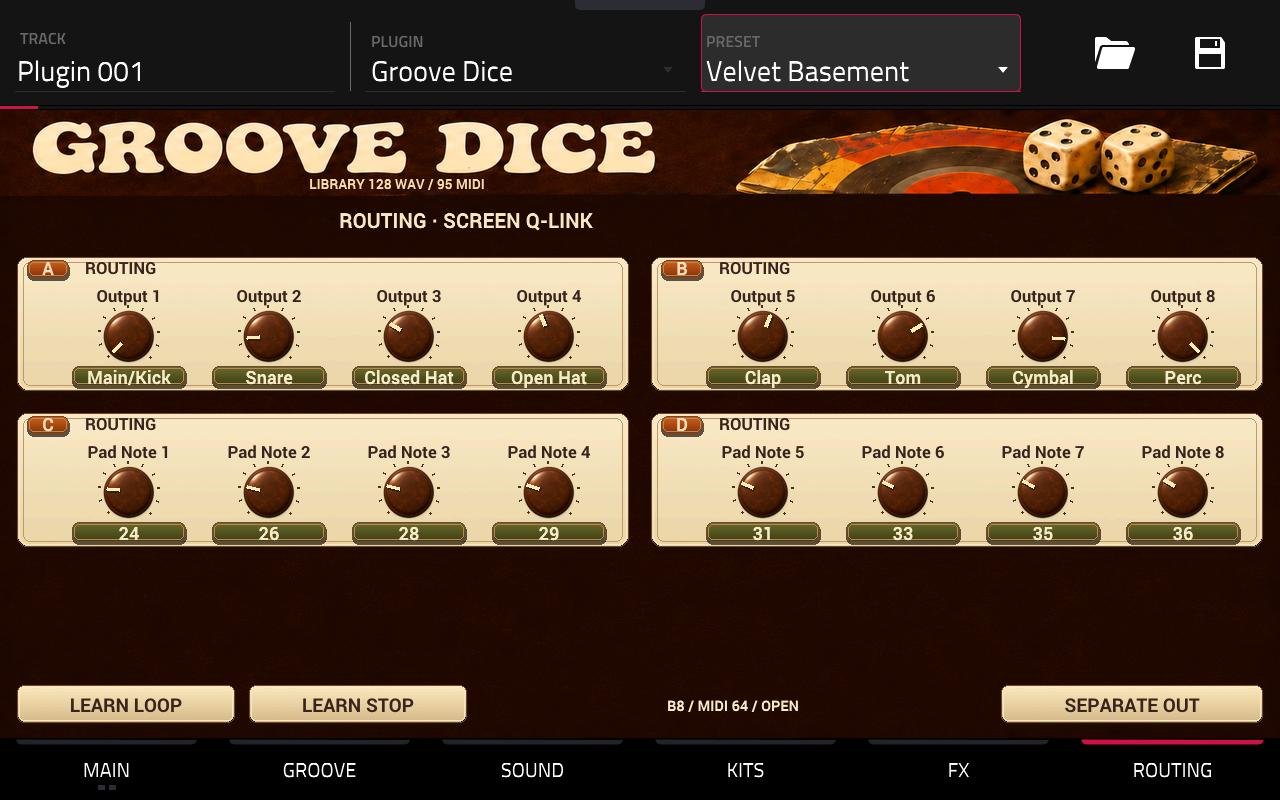 TRACK
Plugin 001
PLUGIN
Groove Dice
PRESET
Velvet Basement
GROOVE DICE
LIBRARY 128 WAV / 95 MIDI
ROUTING · SCREEN Q-LINK
A ROUTING
Output 1 Output 2 Output 3 Output 4
Main/Kick Snare Closed Hat Open Hat
B ROUTING
Output 5 Output 6 Output 7 Output 8
Clap Tom Cymbal Perc
C ROUTING
Pad Note 1 Pad Note 2 Pad Note 3 Pad Note 4
24 26 28 29
D ROUTING
Pad Note 5 Pad Note 6 Pad Note 7 Pad Note 8
31 33 35 36
LEARN LOOP LEARN STOP B8 / MIDI 64 / OPEN SEPARATE OUT
MAIN GROOVE SOUND KITS FX ROUTING